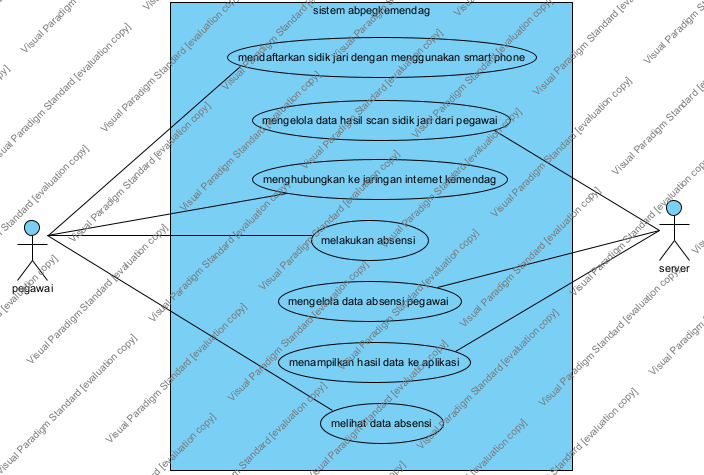 sistem abpegkemendag
mendaftarkan sidik jari dengan menggunakan smart phone
mengelola data hasil scan sidik jari dari pegawai
menghubungkan ke jaringan internet kemendag
melakukan absensi
pegawai
server
mengelola data absensi pegawai
menampilkan hasil data ke aplikasi
melihat data absensi
Visual Paradigm Standard [evaluation copy]